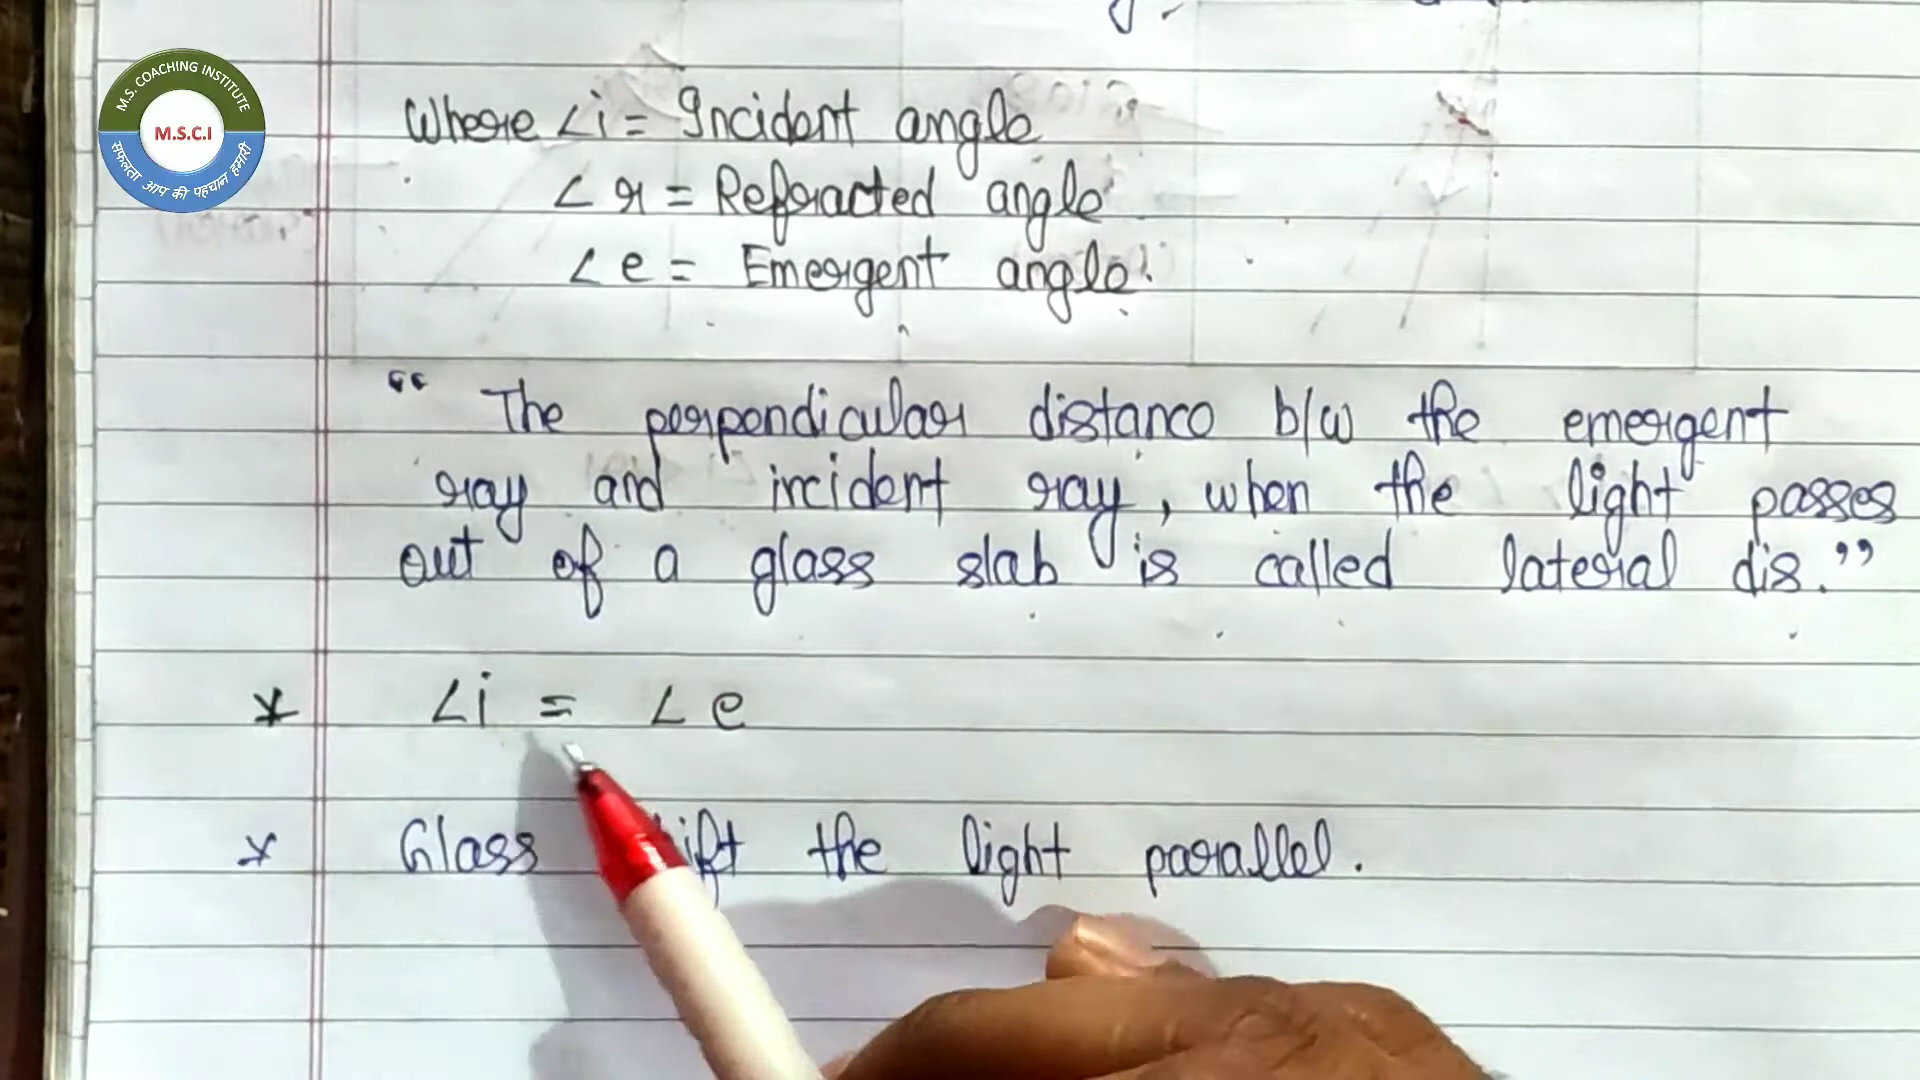 M.S. COACHING INSTITUTE
M.S.C.I
सफलता आप की पहचान हमारी
Where ∠i = Incident angle
∠r = Refracted angle
∠e = Emergent angle.
“ The perpendicular distance b/w the emergent
ray and incident ray, when the light passes
out of a glass slab is called lateral dis.”
* ∠i = ∠e
* Glass the light parallel.